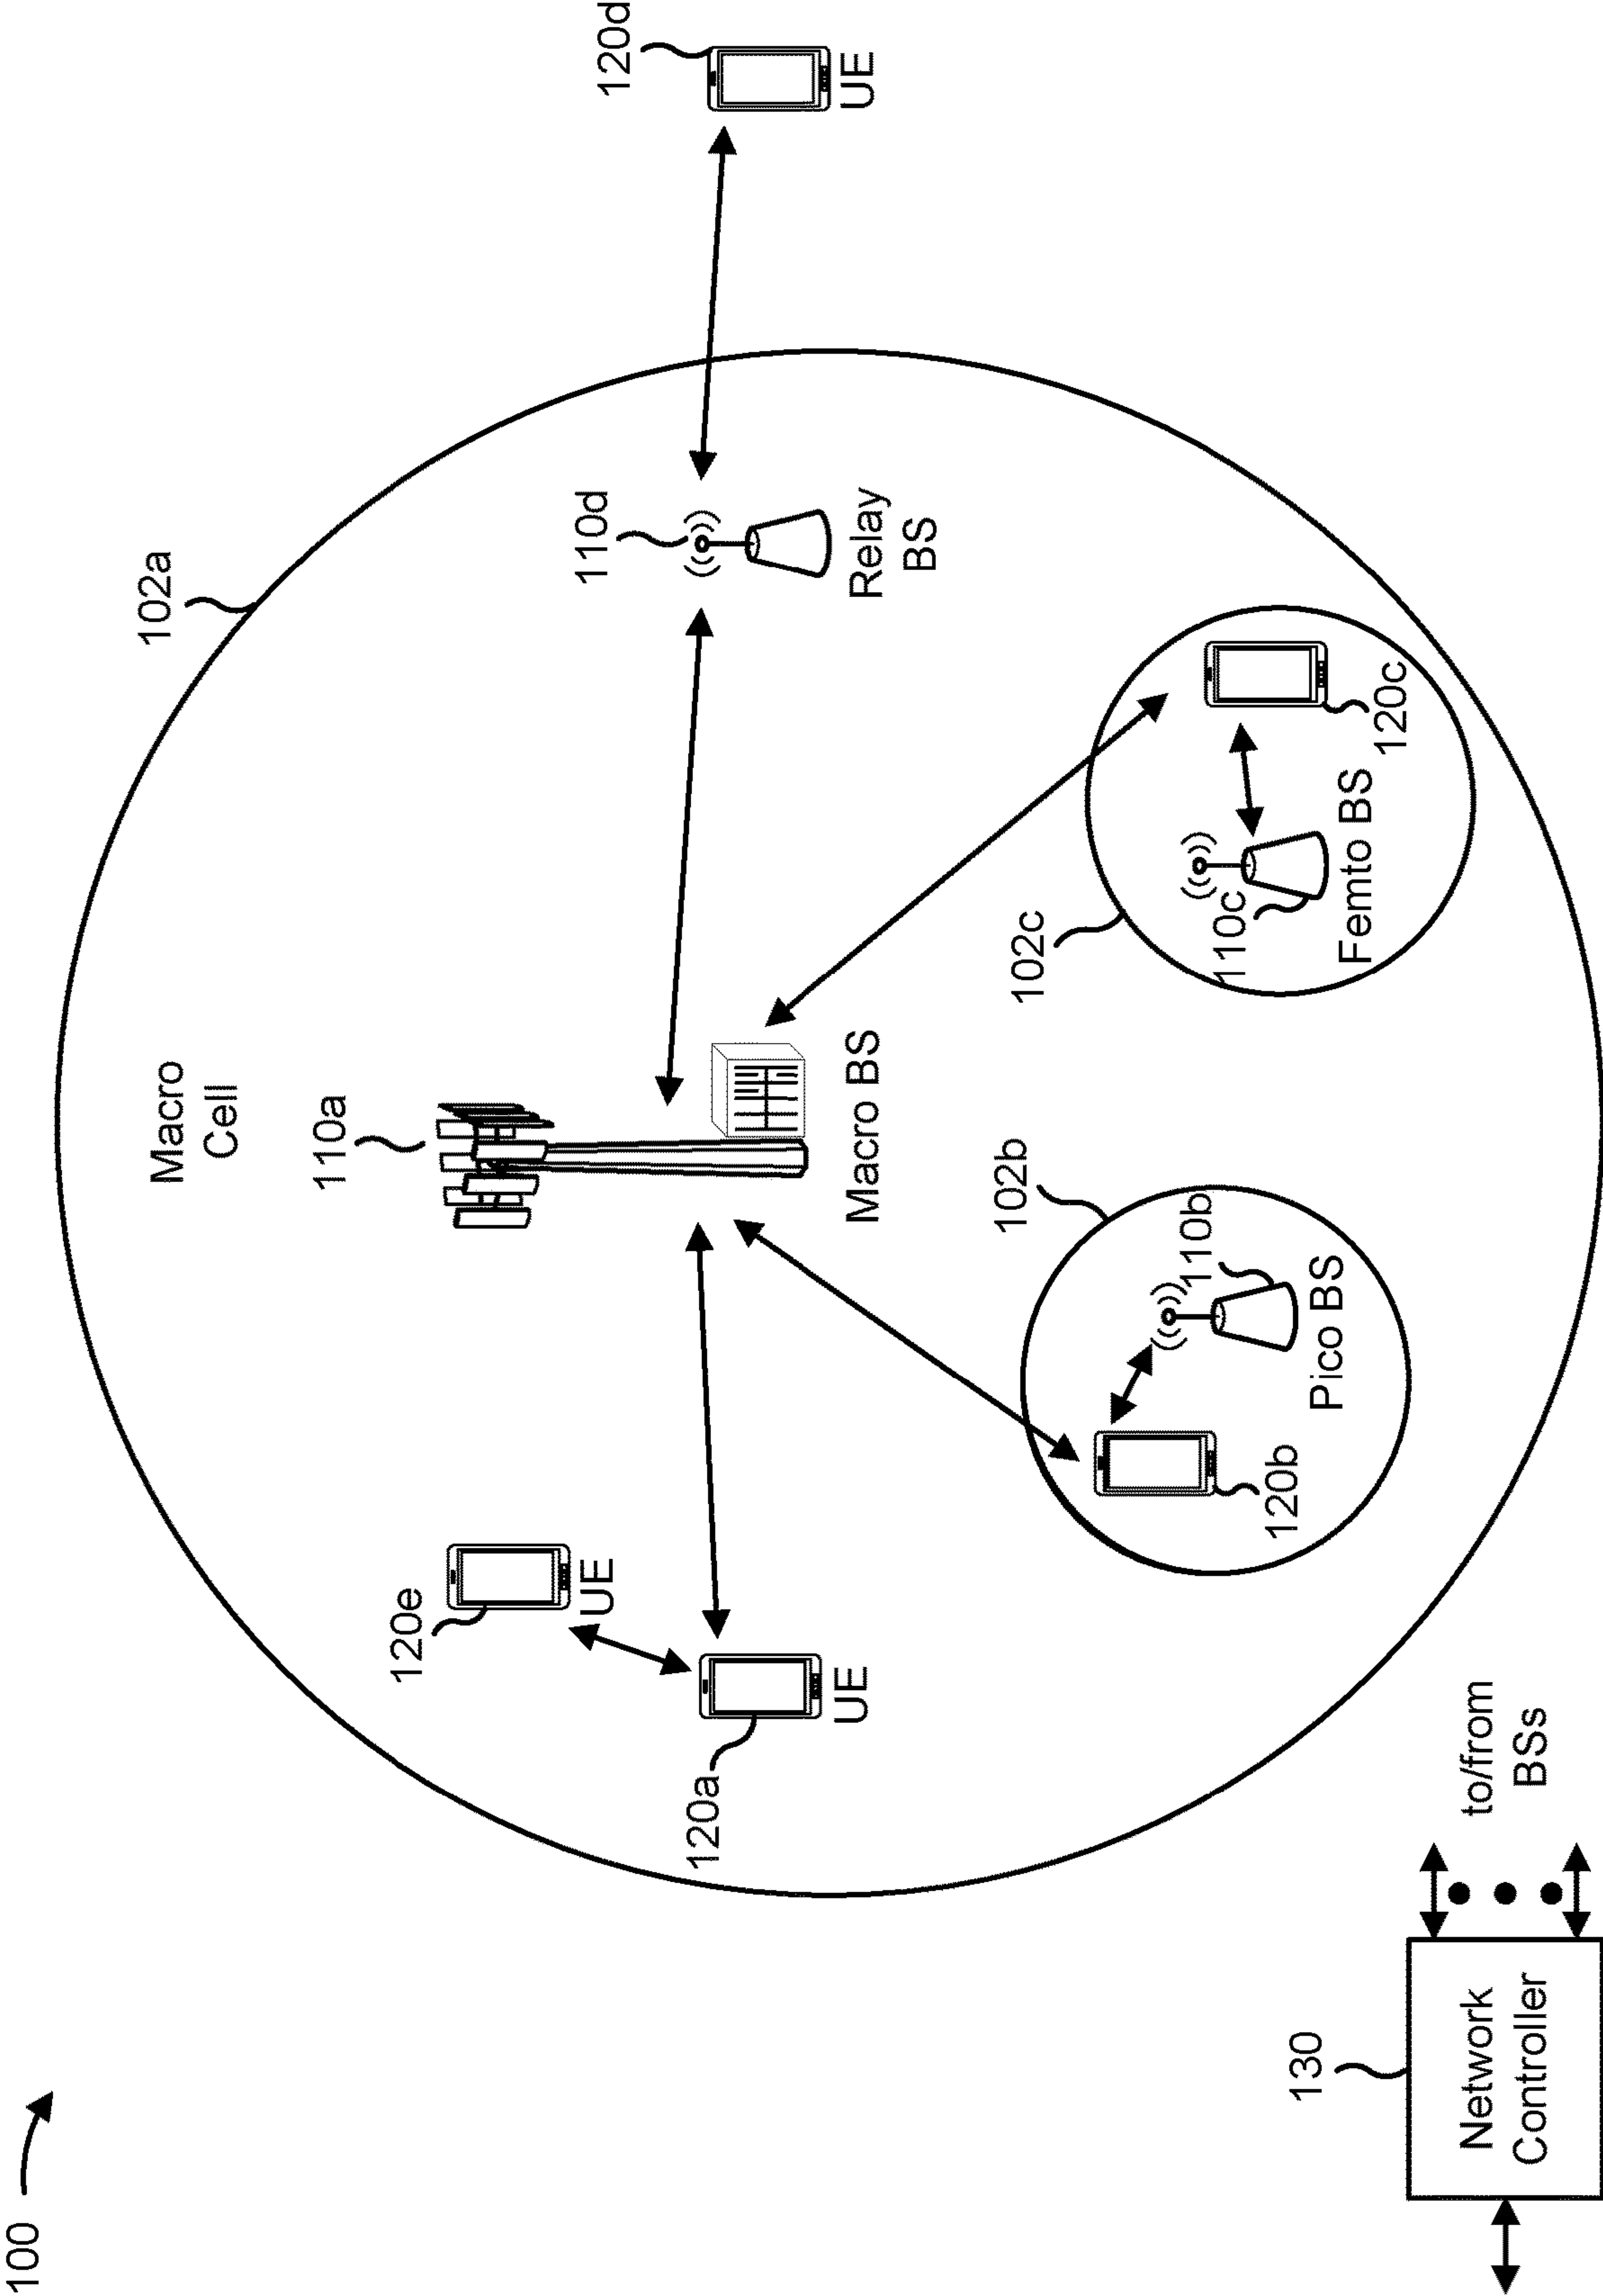 100
102a
Macro
Cell
110a
120e
UE
120a
UE
Macro BS
110d
Relay
BS
120d
UE
102b
110b
Pico BS
120b
102c
110c
Femto BS
120c
130
Network
Controller
to/from
BSs